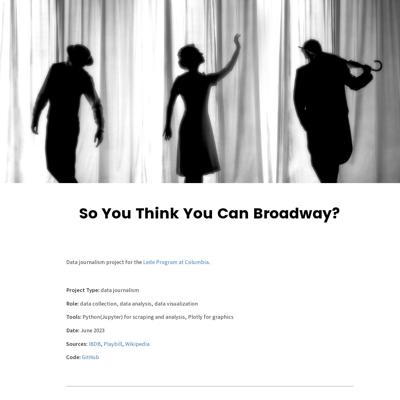 So You Think You Can Broadway?
Data journalism project for the Lede Program at Columbia.
Project Type: data journalism
Role: data collection, data analysis, data visualization
Tools: Python(Jupyter) for scraping and analysis, Plotly for graphics
Date: June 2023
Sources: IBDB, Playbill, Wikipedia
Code: GitHub